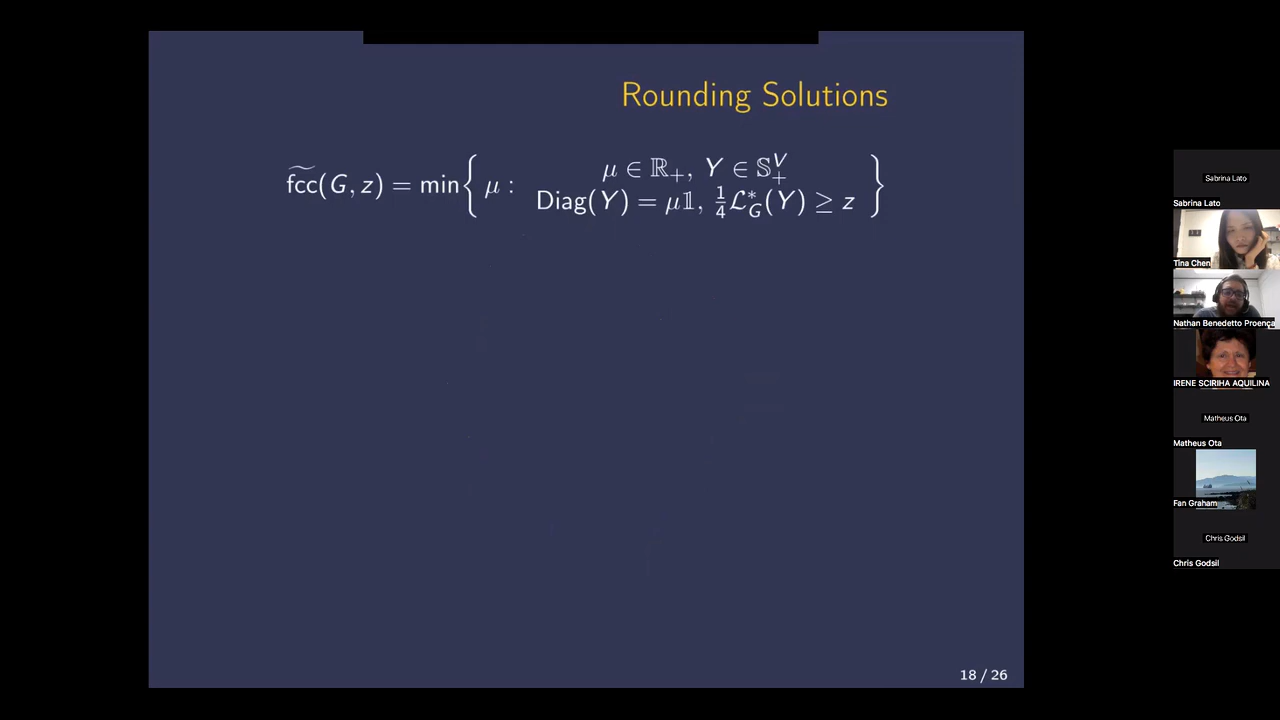 Rounding Solutions
f͠cc(G, z) = min{ μ : μ ∈ ℝ₊, Y ∈ 𝕊₊ⱽ
Diag(Y) = μ𝟙, ¼ℒ*_G(Y) ≥ z }
18 / 26
Sabrina Lato
Sabrina Lato
Tina Chen
Nathan Benedetto Proença
IRENE SCIRIHA AQUILINA
Matheus Ota
Matheus Ota
Fan Graham
Chris Godsil
Chris Godsil